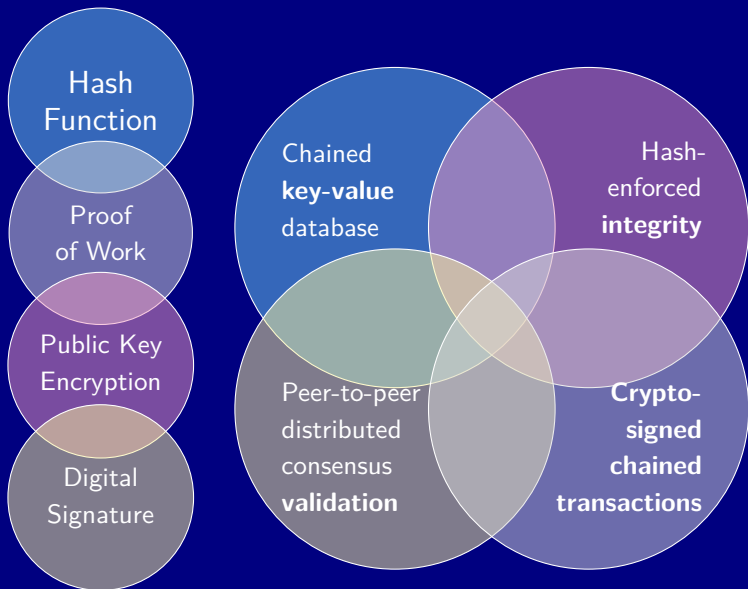 Hash
Function
Proof
of Work
Public Key
Encryption
Digital
Signature
Chained
key-value
database
Hash-
enforced
integrity
Peer-to-peer
distributed
consensus
validation
Crypto-
signed
chained
transactions